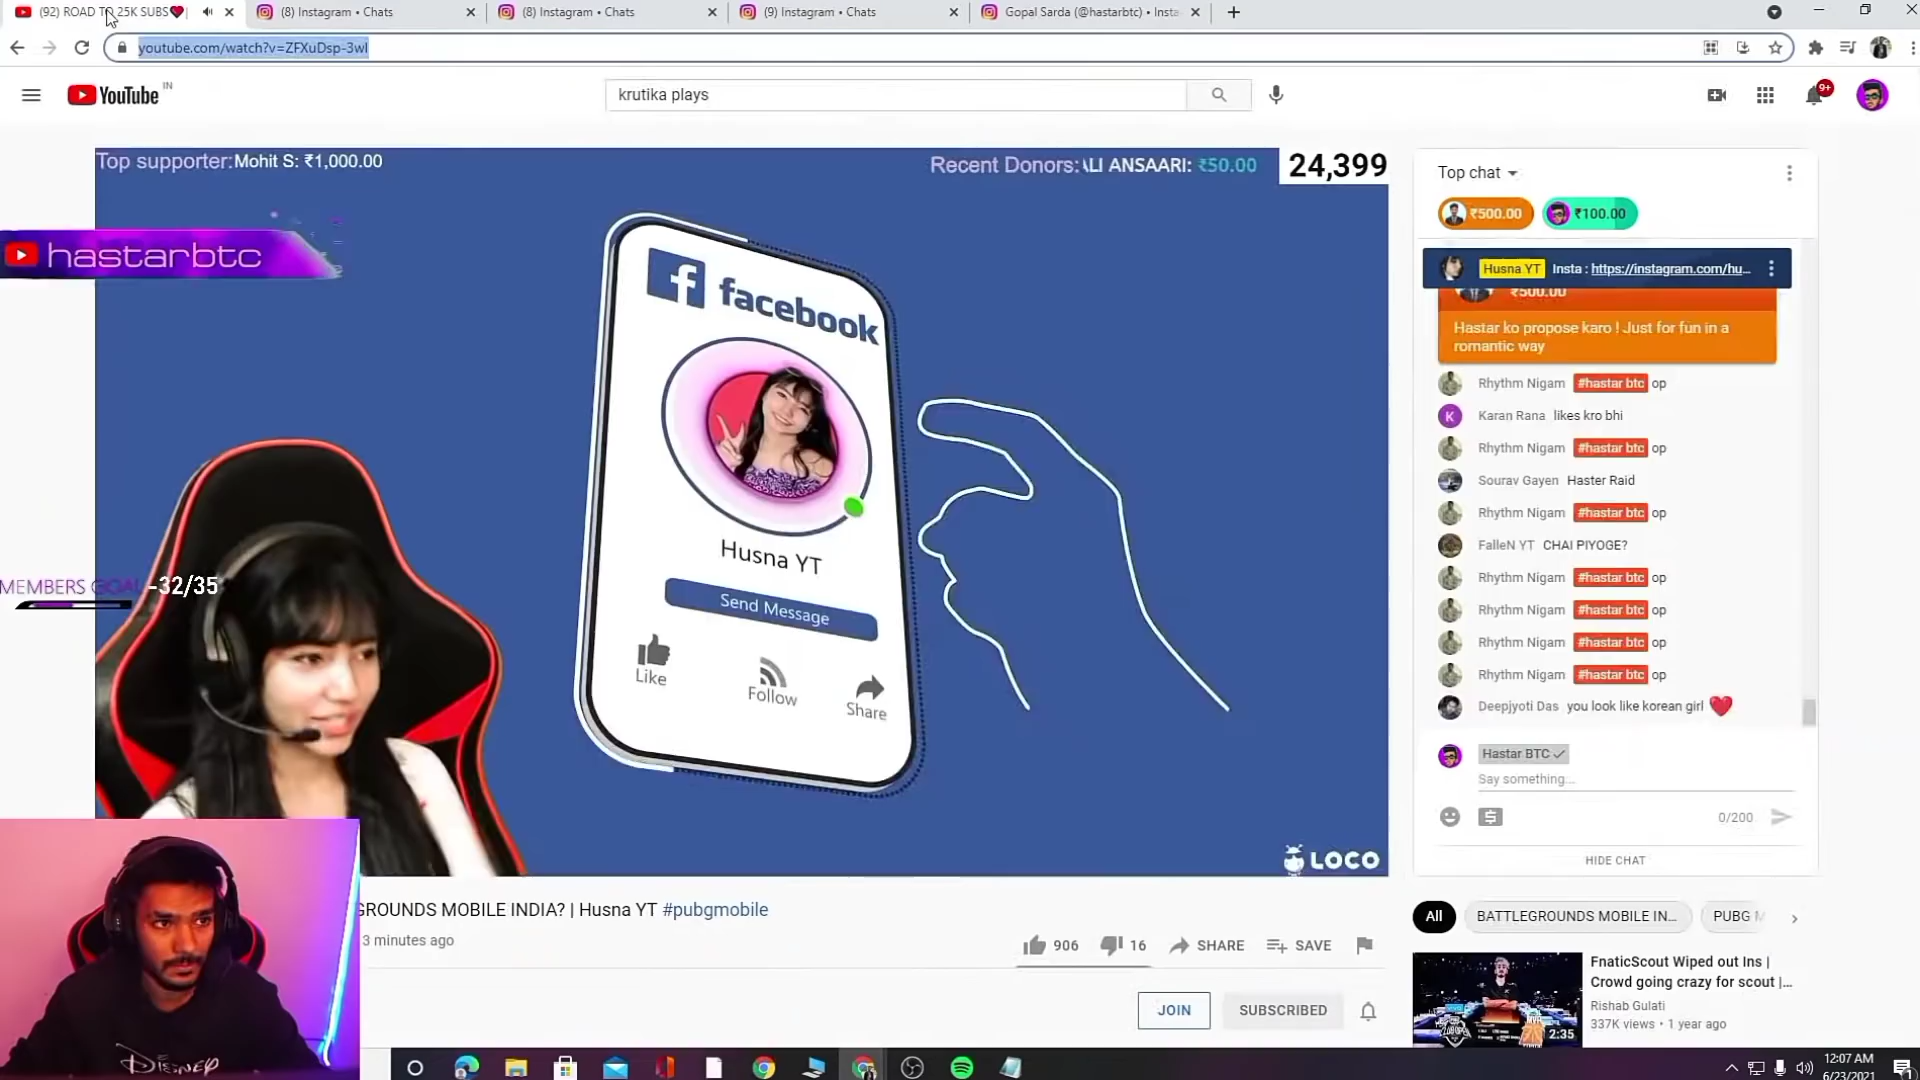 (92) ROAD TO 25K SUBS❤️
(8) Instagram • Chats
(8) Instagram • Chats
(9) Instagram • Chats
Gopal Sarda (@hastarbtc) • Insta
youtube.com/watch?v=ZFXuDsp-3wI
YouTube IN
krutika plays
9+
Top supporter: Mohit S: ₹1,000.00
Recent Donors: ALI ANSAARI: ₹50.00
24,399
hastarbtc
MEMBERS GOAL -32/35
facebook
Husna YT
Send Message
Like
Follow
Share
LOCO
DISNEY
GROUNDS MOBILE INDIA? | Husna YT #pubgmobile
3 minutes ago
906
16
SHARE
SAVE
JOIN
SUBSCRIBED
Top chat
₹500.00
₹100.00
Husna YT Insta : https://instagram.com/hu...
₹500.00
Hastar ko propose karo ! Just for fun in a
romantic way
Rhythm Nigam #hastar btc op
K Karan Rana likes kro bhi
Rhythm Nigam #hastar btc op
Sourav Gayen Haster Raid
Rhythm Nigam #hastar btc op
FalleN YT CHAI PIYOGE?
Rhythm Nigam #hastar btc op
Rhythm Nigam #hastar btc op
Rhythm Nigam #hastar btc op
Rhythm Nigam #hastar btc op
Deepjyoti Das you look like korean girl ❤️
Hastar BTC ✓
Say something...
0/200
HIDE CHAT
All
BATTLEGROUNDS MOBILE IN...
PUBG M
FnaticScout Wiped out Ins |
Crowd going crazy for scout |...
Rishab Gulati
337K views • 1 year ago
2:35
12:07 AM
6/23/2021